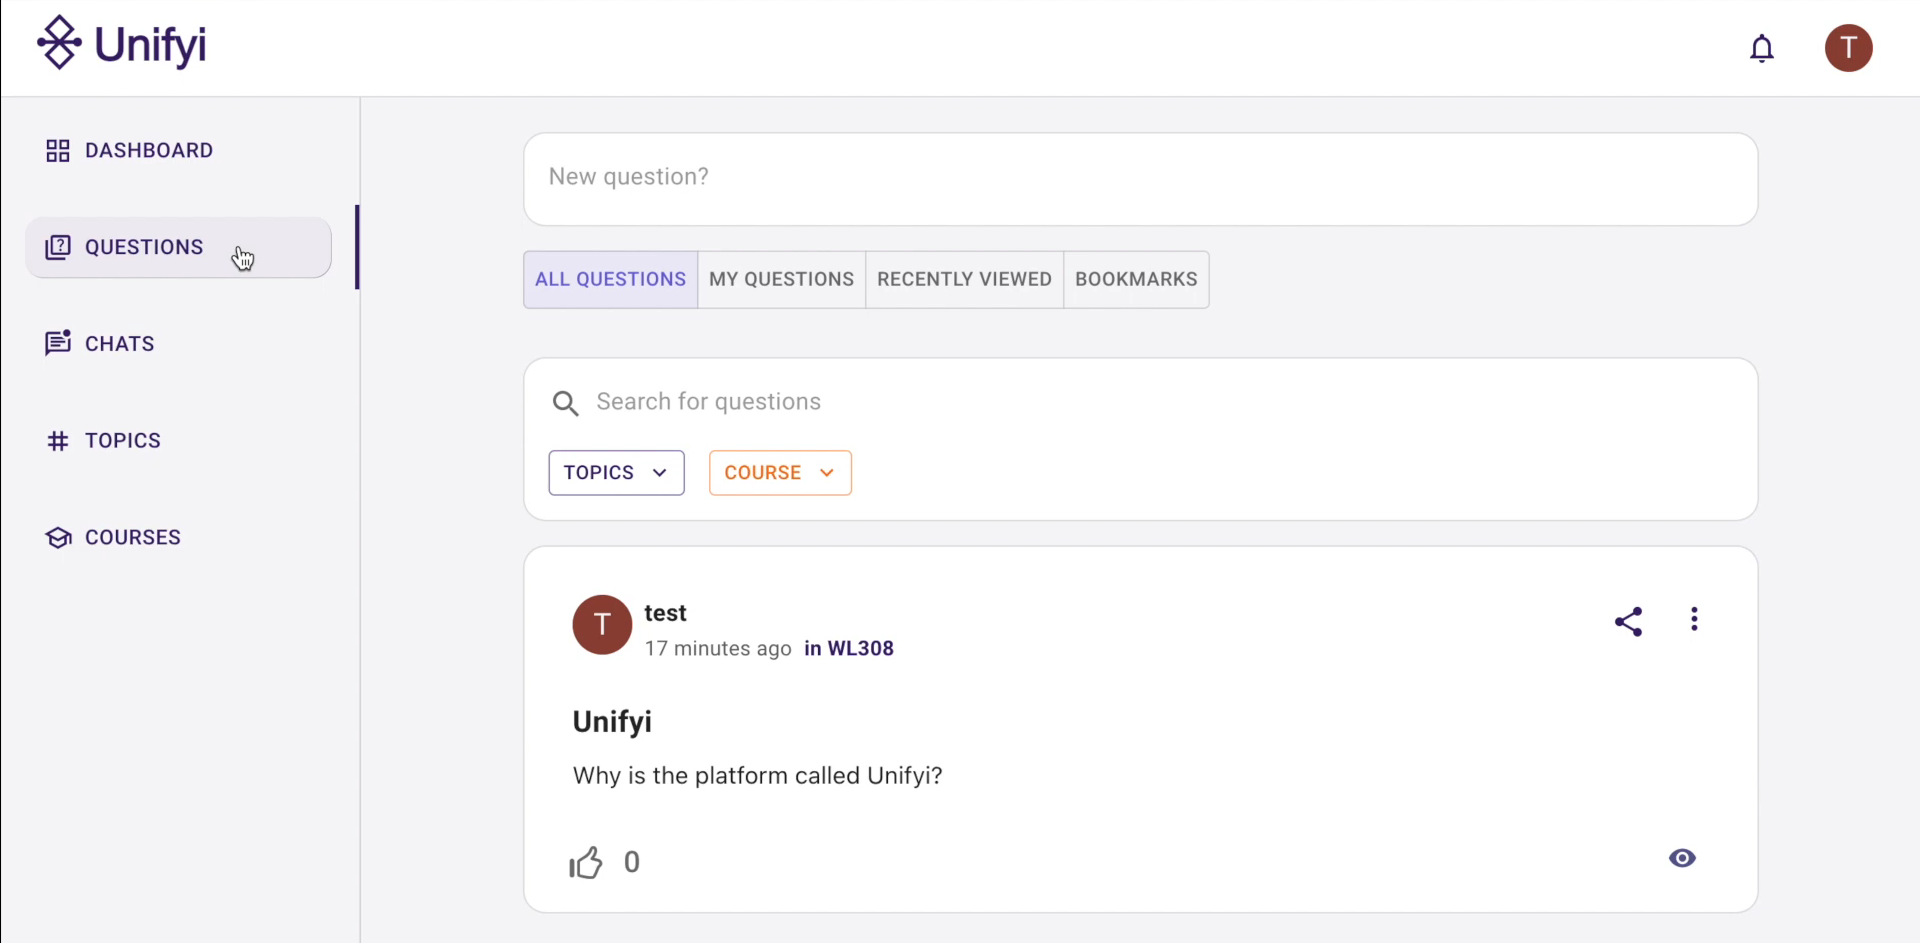 Unifyi
T
DASHBOARD
QUESTIONS
CHATS
TOPICS
COURSES
New question?
ALL QUESTIONS MY QUESTIONS RECENTLY VIEWED BOOKMARKS
Search for questions
TOPICS COURSE
T
test
17 minutes ago in WL308
Unifyi
Why is the platform called Unifyi?
0